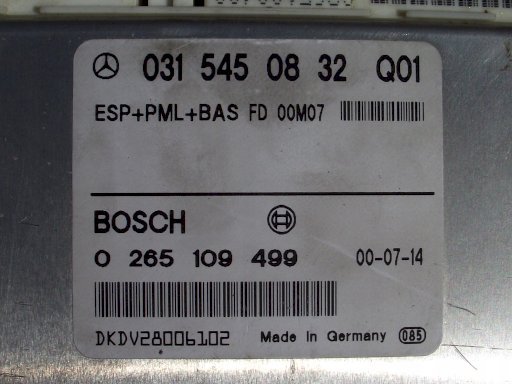 031 545 08 32 Q01
ESP+PML+BAS FD 00M07
BOSCH
0 265 109 499 00-07-14
DKDV28006102 Made in Germany 085